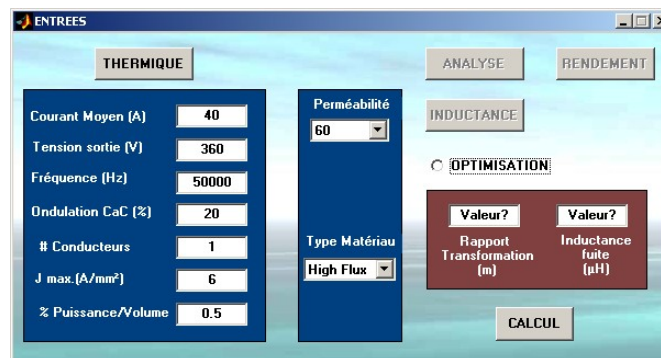 ENTREES
THERMIQUE
ANALYSE
RENDEMENT
INDUCTANCE
OPTIMISATION
Courant Moyen (A) 40
Tension sortie (V) 360
Fréquence (Hz) 50000
Ondulation CaC (%) 20
# Conducteurs 1
J max.(A/mm²) 6
% Puissance/Volume 0.5
Perméabilité
60
Type Matériau
High Flux
Valeur? Valeur?
Rapport Transformation (m)
Inductance fuite (µH)
CALCUL